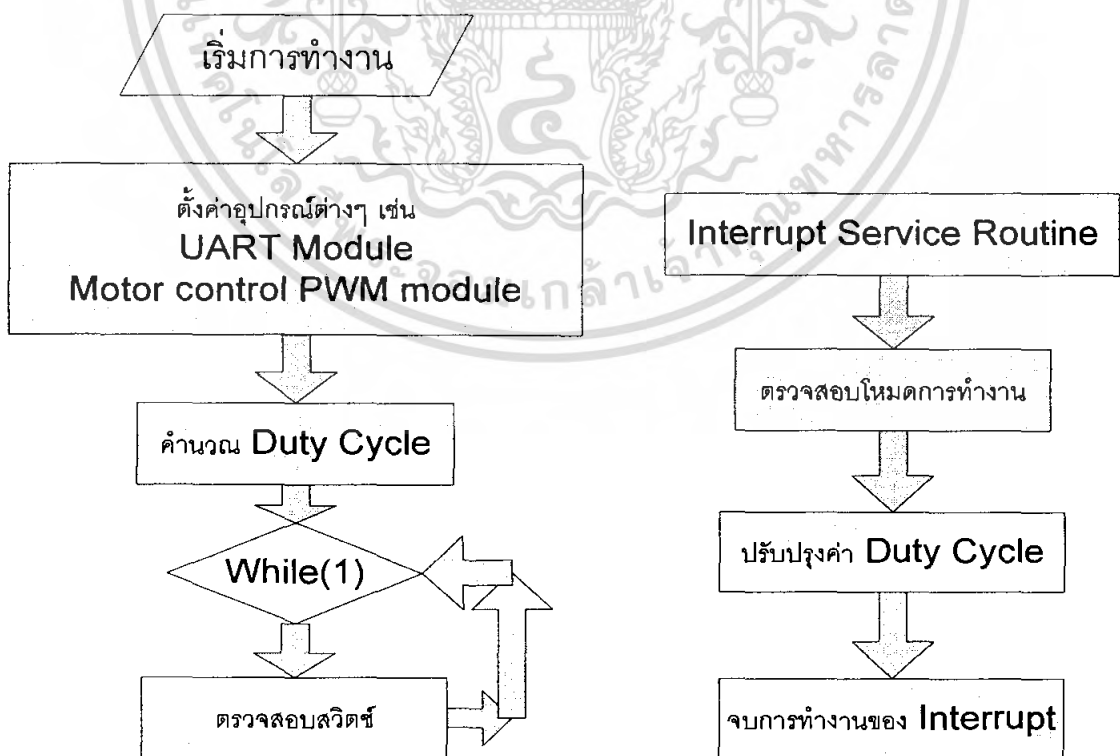 เริ่มการทำงาน
ตั้งค่าอุปกรณ์ต่างๆ เช่น
UART Module
Motor control PWM module
คำนวณ Duty Cycle
While(1)
ตรวจสอบสวิตช์
Interrupt Service Routine
ตรวจสอบโหมดการทำงาน
ปรับปรุงค่า Duty Cycle
จบการทำงานของ Interrupt